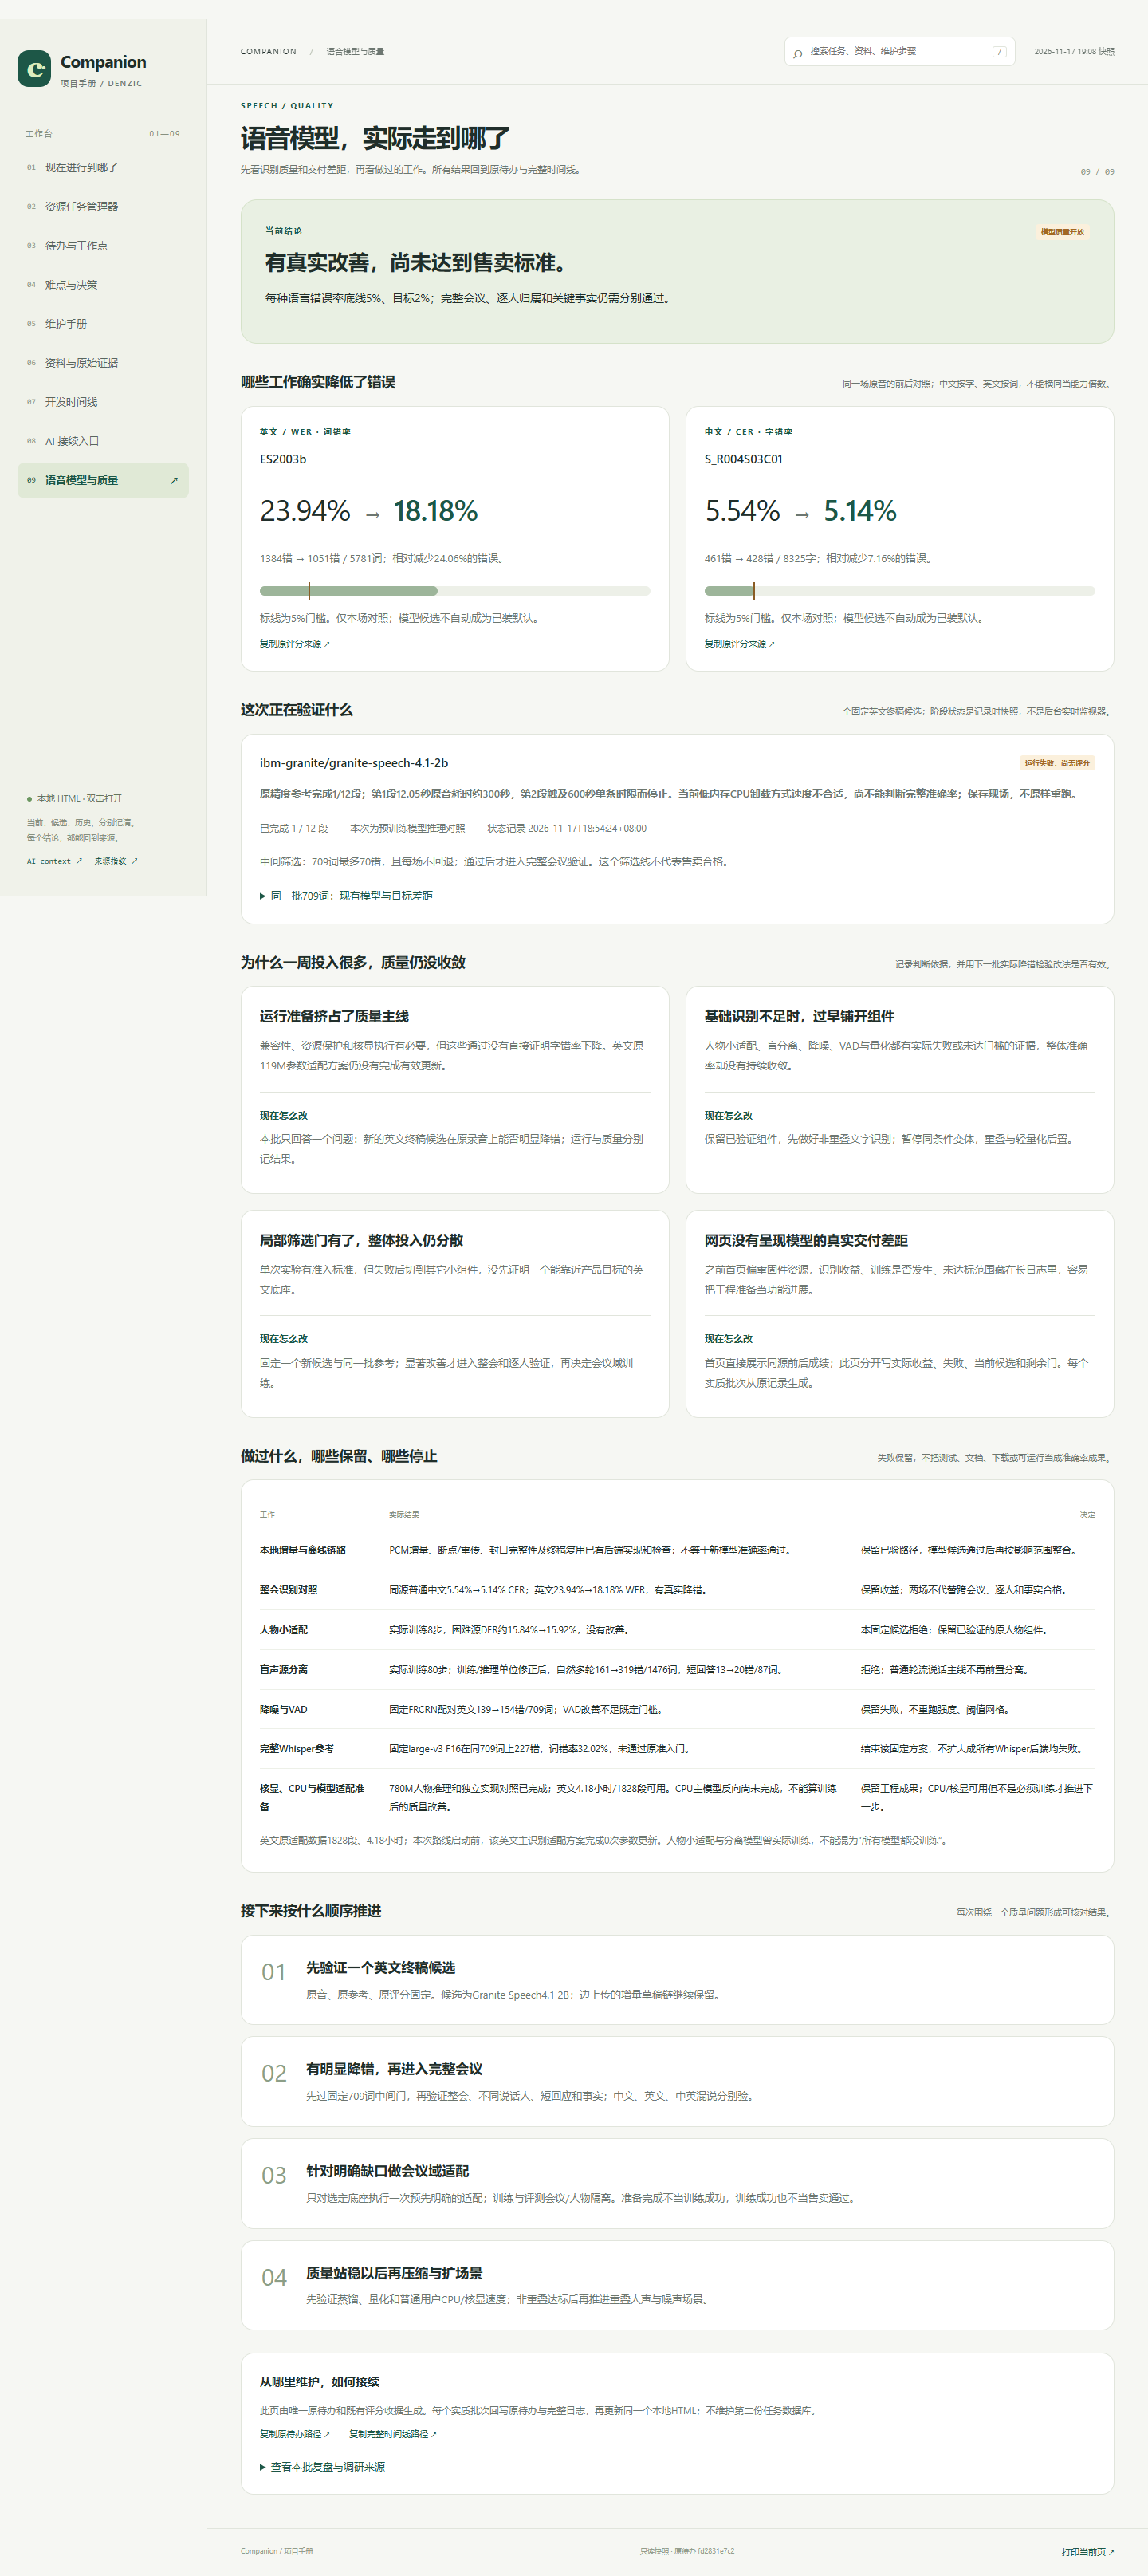 Companion
项目手册 / DENZIC
工作台
01—09
01 现在进行到哪了
02 资源任务管理器
03 待办与工作点
04 难点与决策
05 维护手册
06 资料与原始证据
07 开发时间线
08 AI 接续入口
09 语音模型与质量 ↗
本地 HTML · 双击打开
当前、候选、历史，分别记清。
每个结论，都能回到来源。
AI context ↗ 来源指纹 ↗
COMPANION / 语音模型与质量
搜索任务、资料、维护步骤 /
2026-11-17 19:08 快照
SPEECH / QUALITY
语音模型，实际走到哪了
先看识别质量和交付差距，再看做过的工作。所有结果回到原待办与完整时间线。
09 / 09
当前结论
模型质量开放
有真实改善，尚未达到售卖标准。
每种语言错误率底线5%、目标2%；完整会议、逐人归属和关键事实仍需分别通过。
哪些工作确实降低了错误
同一场原音的前后对照；中文按字、英文按词，不能横向当能力倍数。
英文 / WER · 词错率
ES2003b
23.94% → 18.18%
1384错 → 1051错 / 5781词；相对减少24.06%的错误。
标线为5%门槛。仅本场对照；模型候选不自动成为已装默认。
复制原评分来源 ↗
中文 / CER · 字错率
S_R004S03C01
5.54% → 5.14%
461错 → 428错 / 8325字；相对减少7.16%的错误。
标线为5%门槛。仅本场对照；模型候选不自动成为已装默认。
复制原评分来源 ↗
这次正在验证什么
一个固定英文终稿候选；阶段状态是记录时快照，不是后台实时监视器。
ibm-granite/granite-speech-4.1-2b
运行失败，尚无评分
原精度参考完成1/12段；第1段12.05秒原音耗时约300秒，第2段触及600秒单条时限而停止。当前低内存CPU卸载方式速度不合适，尚不能判断完整准确率；保存现场，不原样重跑。
已完成 1 / 12 段 本次为预训练模型推理对照 状态记录 2026-11-17T18:54:24+08:00
中间筛选：709词最多70错，且每场不回退；通过后才进入完整会议验证。这个筛选线不代表售卖合格。
▶ 同一批709词：现有模型与目标差距
为什么一周投入很多，质量仍没收敛
记录判断依据，并用下一批实际降错检验改法是否有效。
运行准备挤占了质量主线
兼容性、资源保护和核显执行有必要，但这些通过没有直接证明字错率下降。英文原
119M参数适配方案仍没有完成有效更新。
现在怎么改
本批只回答一个问题：新的英文终稿候选在原录音上能否明显降错；运行与质量分别
记结果。
基础识别不足时，过早铺开组件
人物小适配、盲分离、降噪、VAD与量化都有实际失败或未达门槛的证据，整体准确
率却没有持续收敛。
现在怎么改
保留已验证组件，先做好非重叠文字识别；暂停同条件变体，重叠与轻量化后置。
局部筛选门有了，整体投入仍分散
单次实验有准入标准，但失败后切到其它小组件，没先证明一个能靠近产品目标的英
文底座。
现在怎么改
固定一个新候选与同一批参考；显著改善才进入整会和逐人验证，再决定会议域训
练。
网页没有呈现模型的真实交付差距
之前首页偏重固件资源，识别收益、训练是否发生、未达标范围藏在长日志里，容易
把工程准备当功能进展。
现在怎么改
首页直接展示同源前后成绩；此页分开写实际收益、失败、当前候选和剩余门。每个
实质批次从原记录生成。
做过什么，哪些保留、哪些停止
失败保留，不把测试、文档、下载或可运行当成准确率成果。
工作 实际结果 决定
本地增量与离线链路 PCM增量、断点/重传、封口完整性及终稿复用已有后端实现和检查；不等于新模型准确率通过。 保留已验路径，模型候选通过后再按影响范围整合。
整会识别对照 同源普通中文5.54%→5.14% CER；英文23.94%→18.18% WER，有真实降错。 保留收益；两场不代替跨会议、逐人和事实合格。
人物小适配 实际训练8步，困难源DER约15.84%→15.92%，没有改善。 本固定候选拒绝；保留已验证的原人物组件。
盲声源分离 实际训练80步；训练/推理单位修正后，自然多轮161→319错/1476词，短回答13→20错/87词。 拒绝；普通轮流说话主线不再前置分离。
降噪与VAD 固定FRCRN配对英文139→154错/709词；VAD改善不足既定门槛。 保留失败，不重跑强度、阈值网格。
完整Whisper参考 固定large-v3 F16在同709词上227错，词错率32.02%，未通过原准入门。 结束该固定方案，不扩大成所有Whisper后端均失败。
核显、CPU与模型适配准
备
780M人物推理和独立实现对照已完成；英文4.18小时/1828段可用。CPU主模型反向尚未完成，不能算训练
后的质量改善。
保留工程成果；CPU/核显可用但不是必须训练才推进下
一步。
英文原适配数据1828段、4.18小时；本次路线启动前，该英文主识别适配方案完成0次参数更新。人物小适配与分离模型曾实际训练，不能混为"所有模型都没训练"。
接下来按什么顺序推进
每次围绕一个质量问题形成可核对结果。
01 先验证一个英文终稿候选
原音、原参考、原评分固定。候选为Granite Speech4.1 2B；边上传的增量草稿链继续保留。
02 有明显降错，再进入完整会议
先过固定709词中间门，再验证整会、不同说话人、短回应和事实；中文、英文、中英混说分别验。
03 针对明确缺口做会议域适配
只对选定底座执行一次预先明确的适配；训练与评测会议/人物隔离。准备完成不当训练成功，训练成功也不当售卖通过。
04 质量站稳以后再压缩与扩场景
先验证蒸馏、量化和普通用户CPU/核显速度；非重叠达标后再推进重叠人声与噪声场景。
从哪里维护，如何接续
此页由唯一原待办和既有评分收据生成。每个实质批次回写原待办与完整日志，再更新同一个本地HTML；不维护第二份任务数据库。
复制原待办路径 ↗ 复制完整时间线路径 ↗
▶ 查看本批复盘与调研来源
Companion / 项目手册
只读快照 · 原待办 fd2831e7c2
打印当前页 ↗